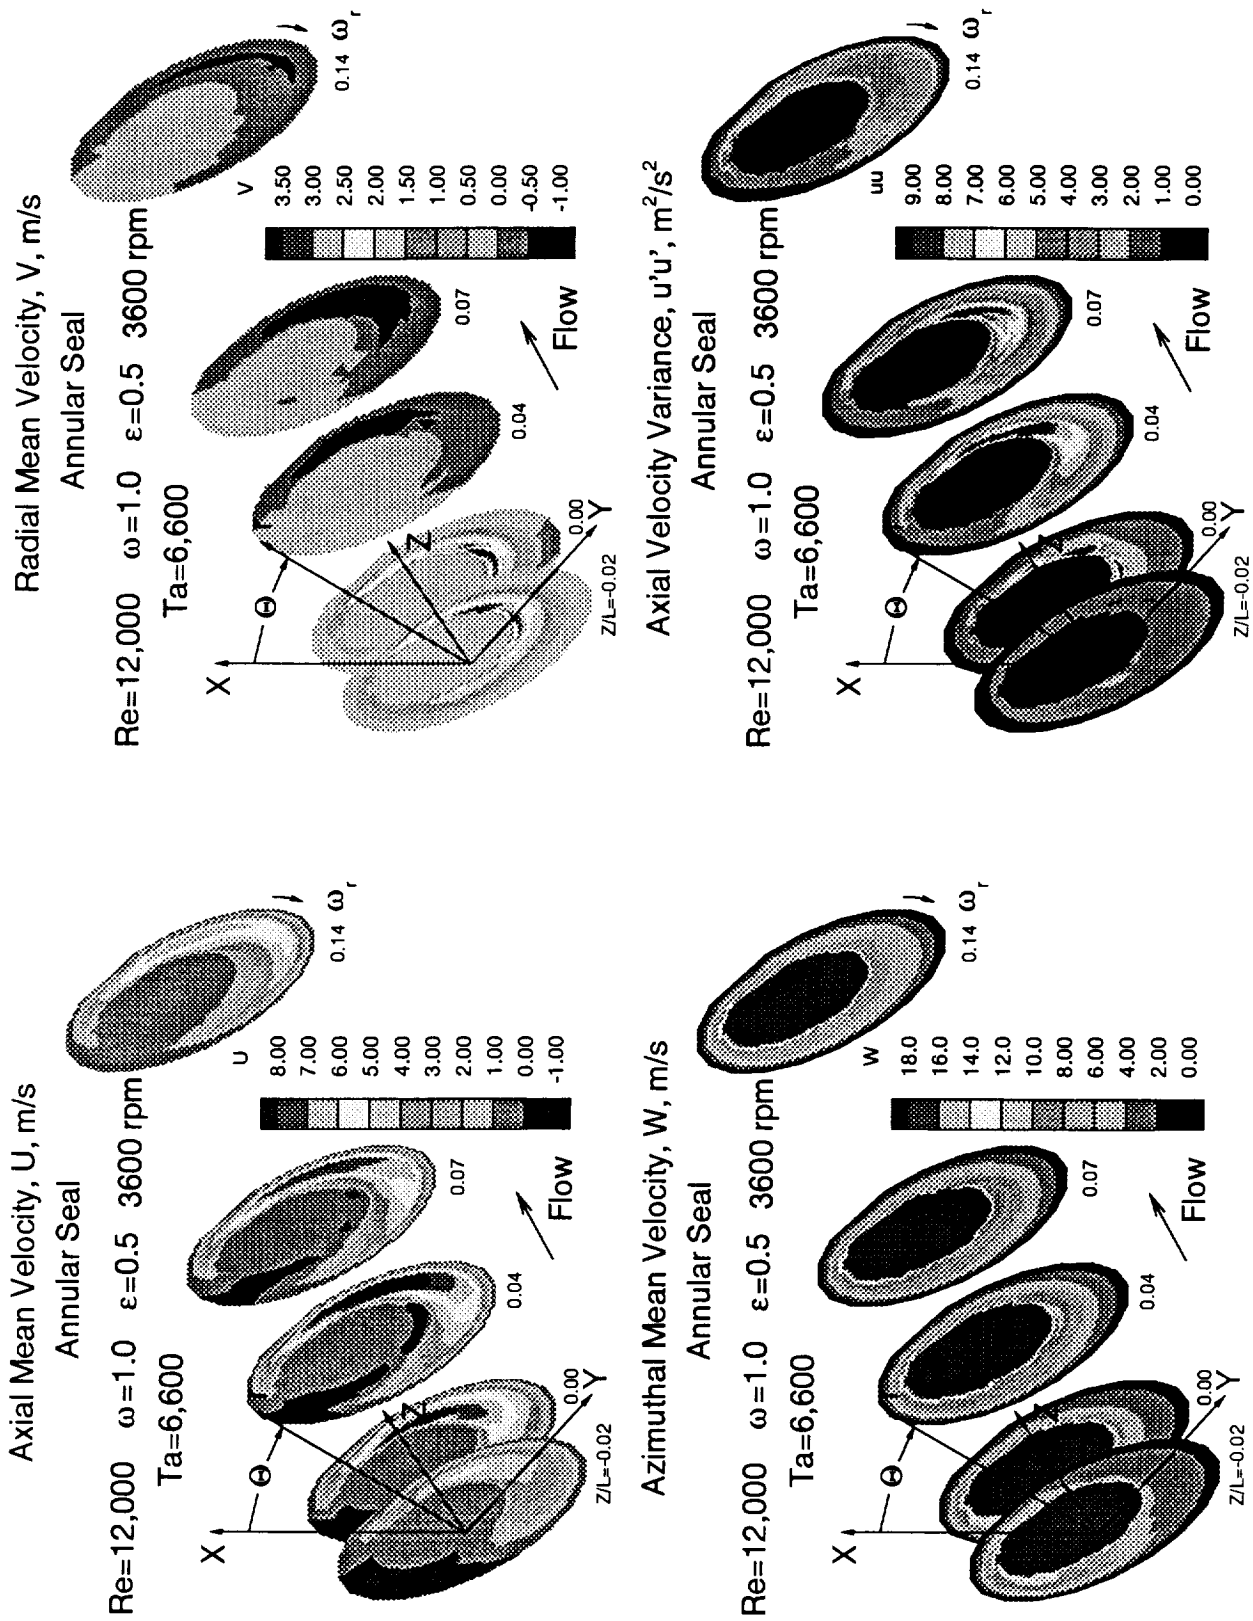 Axial Mean Velocity, U, m/s
Annular Seal
Re=12,000 ω=1.0 ε=0.5 3600 rpm
Ta=6,600
X
Θ
Z
Y
Z/L=-0.02
0.00
0.04
0.07
0.14 ωr
Flow
U
8.00
7.00
6.00
5.00
4.00
3.00
2.00
1.00
0.00
-1.00
Radial Mean Velocity, V, m/s
Annular Seal
Re=12,000 ω=1.0 ε=0.5 3600 rpm
Ta=6,600
X
Θ
Z
Y
Z/L=-0.02
0.00
0.04
0.07
0.14 ωr
Flow
V
3.50
3.00
2.50
2.00
1.50
1.00
0.50
0.00
-0.50
-1.00
Azimuthal Mean Velocity, W, m/s
Annular Seal
Re=12,000 ω=1.0 ε=0.5 3600 rpm
Ta=6,600
X
Θ
Z
Y
Z/L=-0.02
0.00
0.04
0.07
0.14 ωr
Flow
W
18.0
16.0
14.0
12.0
10.0
8.00
6.00
4.00
2.00
0.00
Axial Velocity Variance, u'u', m²/s²
Annular Seal
Re=12,000 ω=1.0 ε=0.5 3600 rpm
Ta=6,600
X
Θ
Z
Y
Z/L=-0.02
0.00
0.04
0.07
0.14 ωr
Flow
uu
9.00
8.00
7.00
6.00
5.00
4.00
3.00
2.00
1.00
0.00